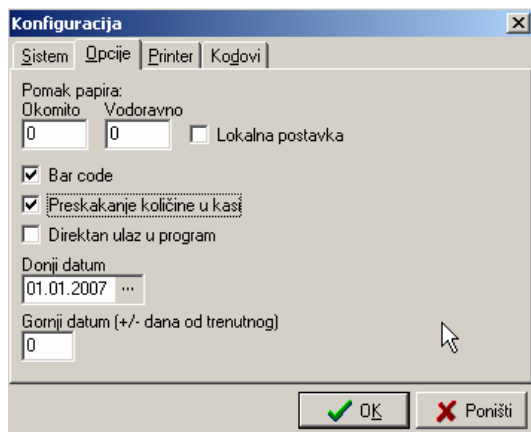 Konfiguracija
Sistem Opcije Printer Kodovi
Pomak papira:
Okomito Vodoravno
0 0 Lokalna postavka
Bar code
Preskakanje količine u kasi
Direktan ulaz u program
Donji datum
01.01.2007 ...
Gornji datum (+/- dana od trenutnog)
0
OK Poništi